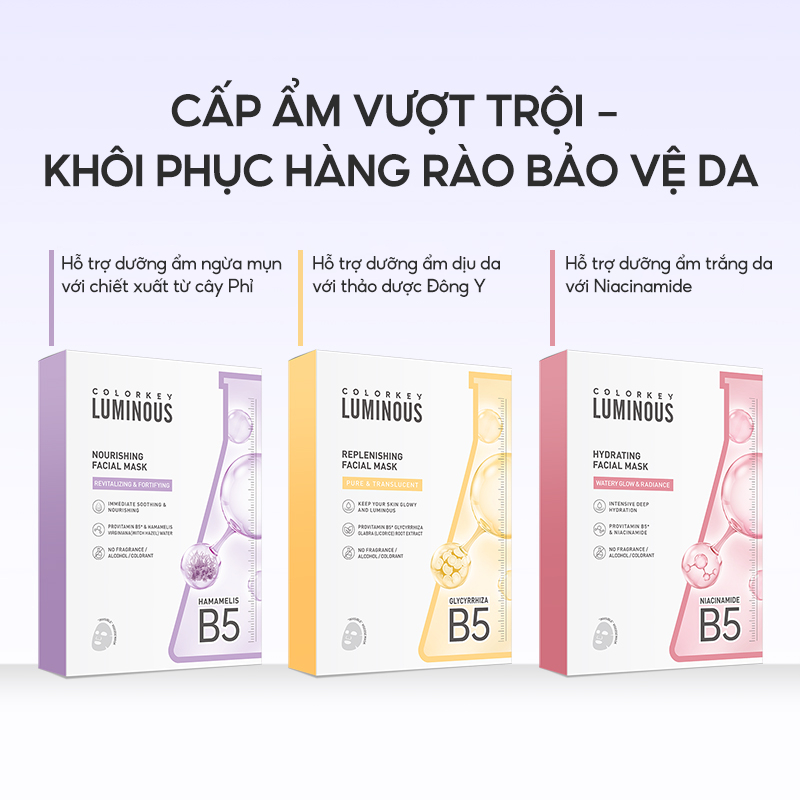 CẤP ẨM VƯỢT TRỘI –
KHÔI PHỤC HÀNG RÀO BẢO VỆ DA
Hỗ trợ dưỡng ẩm ngừa mụn
với chiết xuất từ cây Phỉ
Hỗ trợ dưỡng ẩm dịu da
với thảo dược Đông Y
Hỗ trợ dưỡng ẩm trắng da
với Niacinamide
COLORKEY
LUMINOUS
NOURISHING
FACIAL MASK
REVITALIZING & FORTIFYING
IMMEDIATE SOOTHING &
NOURISHING
PROVITAMIN B5* & HAMAMELIS
VIRGINIANA (WITCH HAZEL) WATER
NO FRAGRANCE/
ALCOHOL/COLORANT
HAMAMELIS
B5
COLORKEY
LUMINOUS
REPLENISHING
FACIAL MASK
PURE & TRANSLUCENT
KEEP YOUR SKIN GLOWY
AND LUMINOUS
PROVITAMIN B5* GLYCYRRHIZA
GLABRA (LICORICE) ROOT EXTRACT
NO FRAGRANCE/
ALCOHOL/COLORANT
GLYCYRRHIZA
B5
COLORKEY
LUMINOUS
HYDRATING
FACIAL MASK
WATERY GLOW & RADIANCE
INTENSIVE DEEP
HYDRATION
PROVITAMIN B5*
& NIACINAMIDE
NO FRAGRANCE/
ALCOHOL/COLORANT
NIACINAMIDE
B5